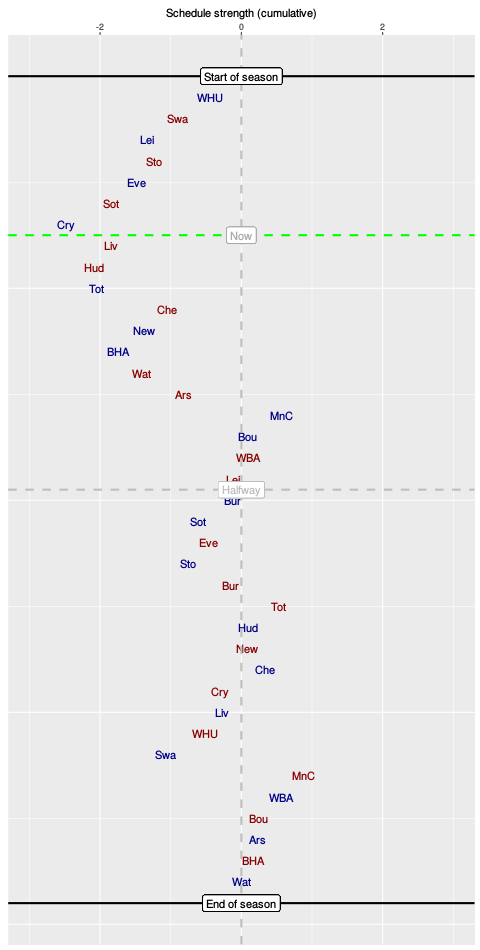 Schedule strength (cumulative)
-2 0 2
Start of season
WHU
Swa
Lei
Sto
Eve
Sot
Cry
Now
Liv
Hud
Tot
Che
New
BHA
Wat
Ars
MnC
Bou
WBA
Lei
Halfway
Bur
Sot
Eve
Sto
Bur
Tot
Hud
New
Che
Cry
Liv
WHU
Swa
MnC
WBA
Bou
Ars
BHA
Wat
End of season